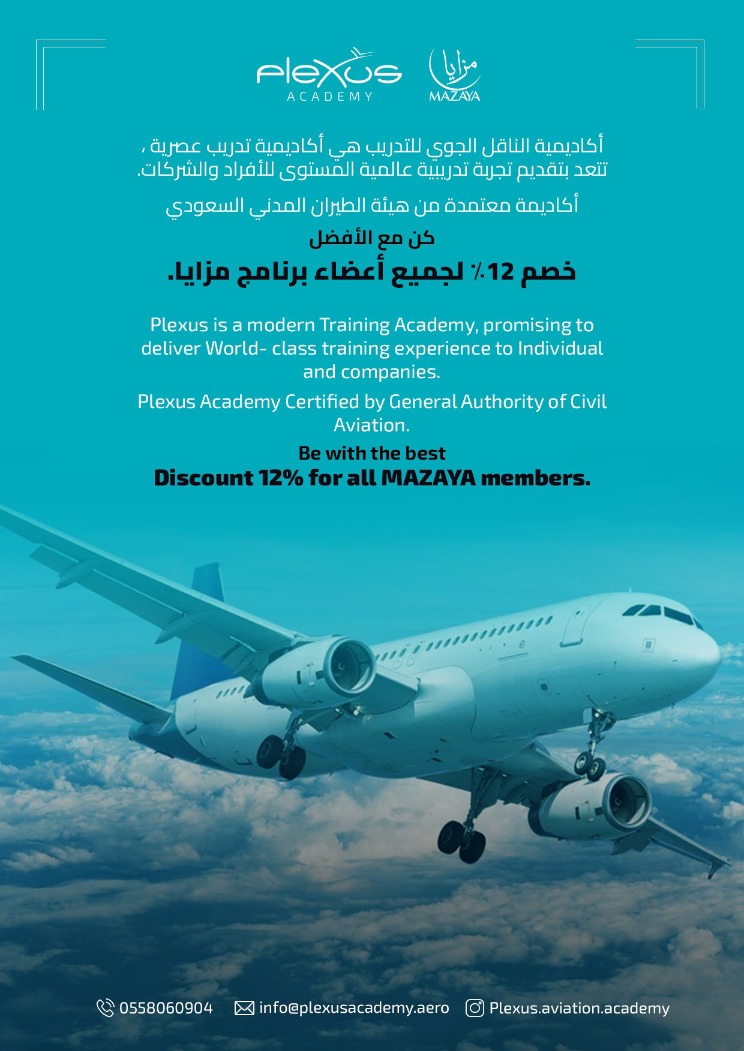 plexus
ACADEMY
مزايا
MAZAYA
أكاديمية الناقل الجوي للتدريب هي أكاديمية تدريب عصرية ،
تتعد بتقديم تجربة تدريبية عالمية المستوى للأفراد والشركات.
أكاديمة معتمدة من هيئة الطيران المدني السعودي
كن مع الأفضل
خصم 12٪ لجميع أعضاء برنامج مزايا.
Plexus is a modern Training Academy, promising to
deliver World- class training experience to Individual
and companies.
Plexus Academy Certified by General Authority of Civil
Aviation.
Be with the best
Discount 12% for all MAZAYA members.
0558060904 info@plexusacademy.aero Plexus.aviation.academy